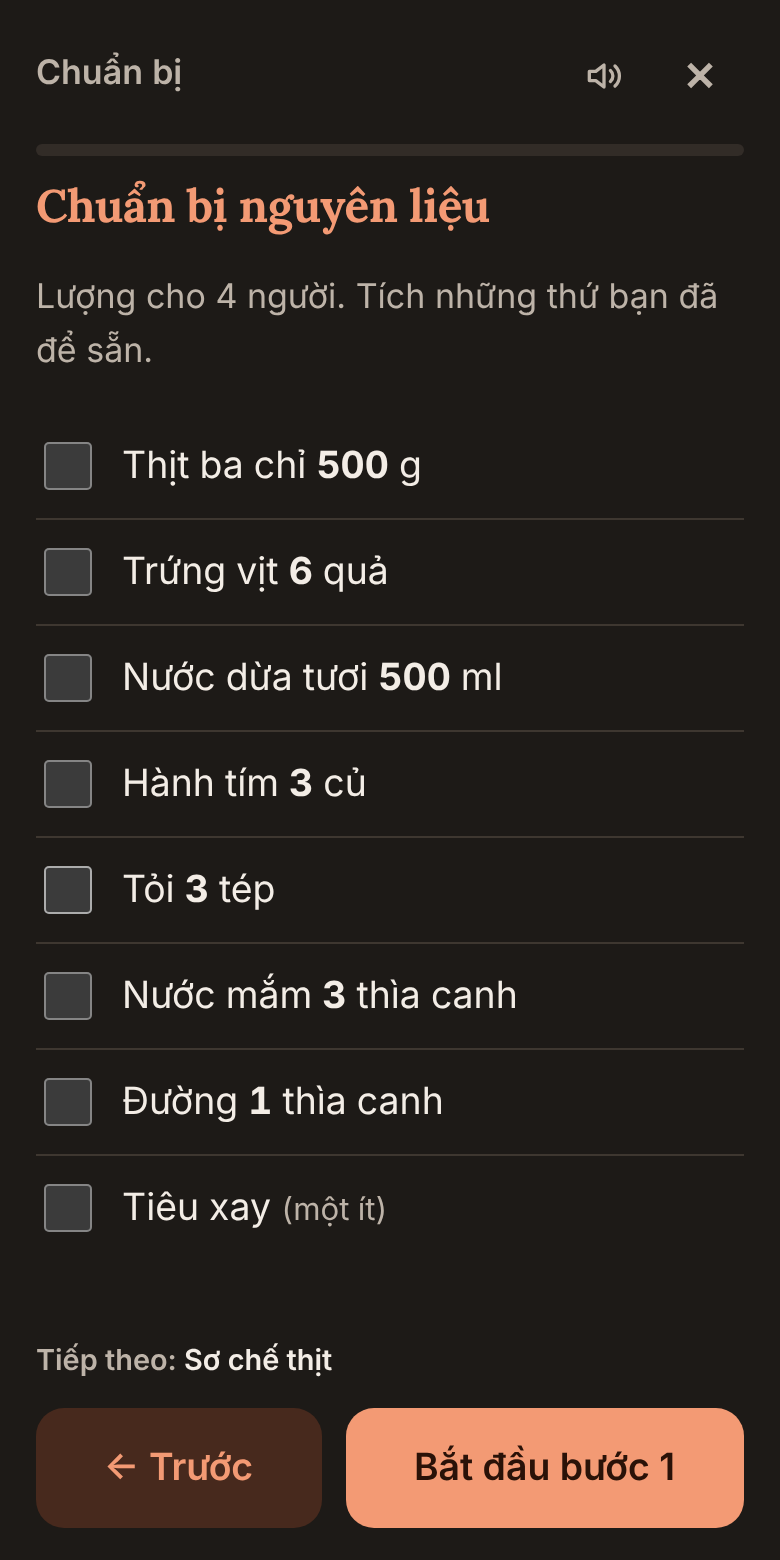 Chuẩn bị
Chuẩn bị nguyên liệu
Lượng cho 4 người. Tích những thứ bạn đã
để sẵn.
Thịt ba chỉ 500 g
Trứng vịt 6 quả
Nước dừa tươi 500 ml
Hành tím 3 củ
Tỏi 3 tép
Nước mắm 3 thìa canh
Đường 1 thìa canh
Tiêu xay (một ít)
Tiếp theo: Sơ chế thịt
← Trước
Bắt đầu bước 1